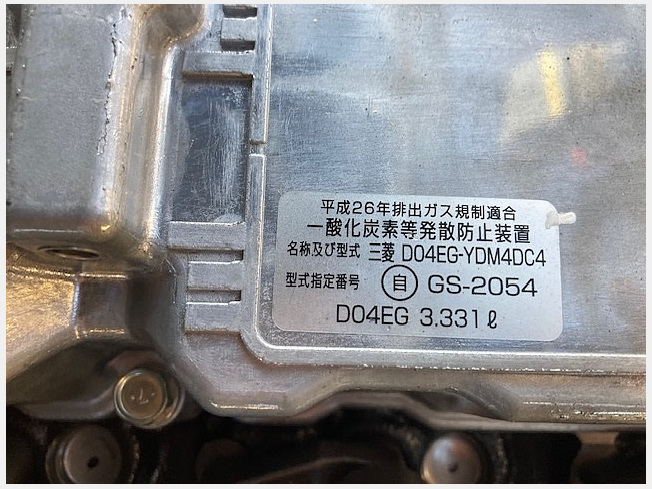 平成26年排出ガス規制適合
一酸化炭素等発散防止装置
名称及び型式 三菱 D04EG-YDM4DC4
型式指定番号 自 GS-2054
D04EG 3.331ℓ